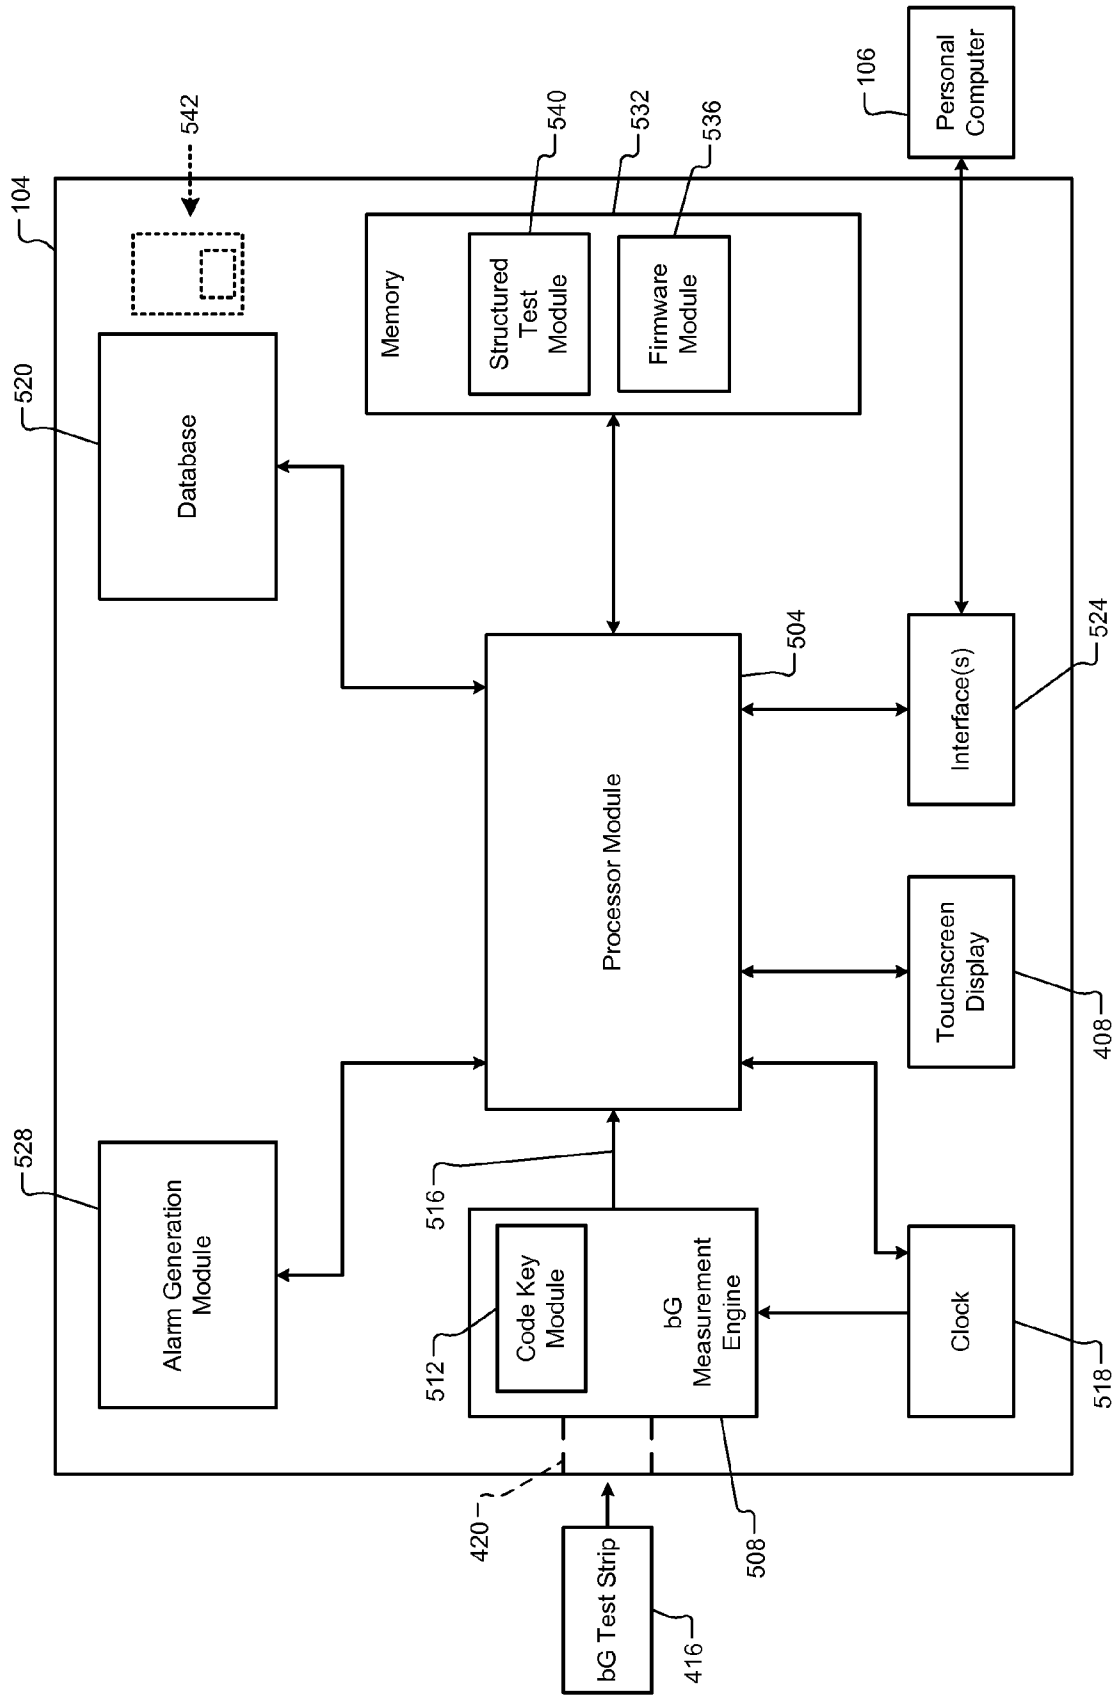 104
528
Alarm Generation
Module
520
Database
542
420
bG Test Strip
416
512
Code Key
Module
bG
Measurement
Engine
508
516
Processor Module
504
Memory
Structured
Test
Module
Firmware
Module
540
532
536
Clock
518
Touchscreen
Display
408
Interface(s)
524
106
Personal
Computer